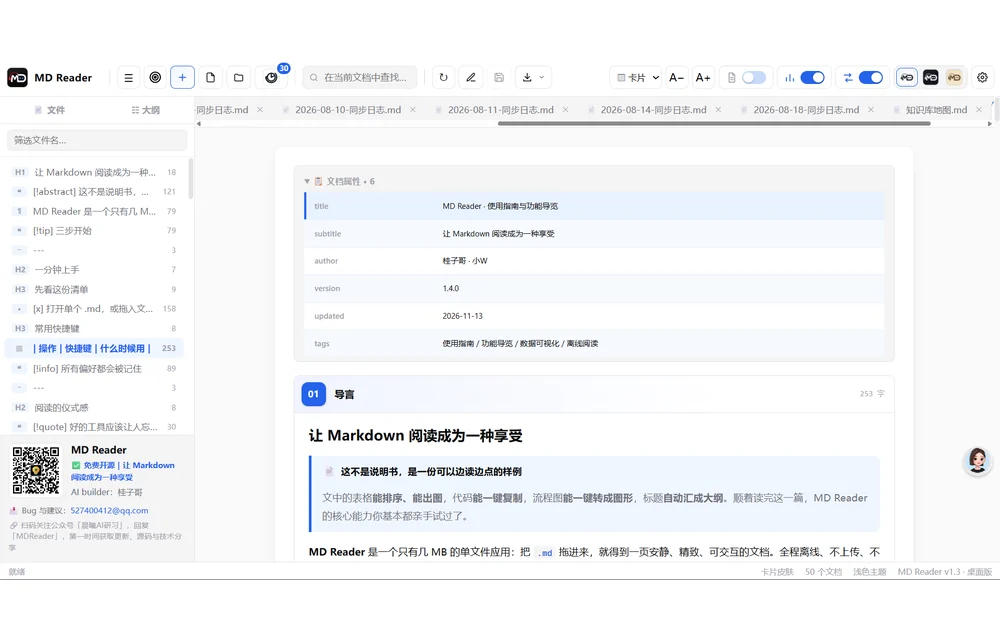 MD Reader
30
在当前文档中查找...
卡片
A−
A+
文件
大纲
同步日志.md ×
2026-08-10-同步日志.md ×
2026-08-11-同步日志.md ×
2026-08-14-同步日志.md ×
2026-08-18-同步日志.md ×
知识库地图.md ×
筛选文件名...
H1 让 Markdown 阅读成为一种... 18
[!abstract] 这不是说明书，... 121
¶ MD Reader 是一个只有几 M... 79
[!tip] 三步开始 79
--- 3
H2 一分钟上手 7
H3 先看这份清单 9
[x] 打开单个 .md，或拖入文... 158
H3 常用快捷键 8
| 操作 | 快捷键 | 什么时候用 | 253
[!info] 所有偏好都会被记住 89
--- 3
H2 阅读的仪式感 8
[!quote] 好的工具应该让人忘... 30
MD Reader
免费开源 | 让 Markdown
阅读成为一种享受
AI builder：桂子哥
Bug 与建议：527400412@qq.com
扫码关注公众号「晨曦AI研习」，回复
「MDReader」，第一时间获取更新、源码与技术分
享
文档属性 • 6
title MD Reader · 使用指南与功能导览
subtitle 让 Markdown 阅读成为一种享受
author 桂子哥 · 小W
version 1.4.0
updated 2026-11-13
tags 使用指南 / 功能导览 / 数据可视化 / 离线阅读
01 导言 253 字
让 Markdown 阅读成为一种享受
这不是说明书，是一份可以边读边点的样例
文中的表格能排序、能出图，代码能一键复制，流程图能一键转成图形，标题自动汇成大纲。顺着读完这一篇，MD Reader
的核心能力你基本都亲手试过了。
MD Reader 是一个只有几 MB 的单文件应用：把 .md 拖进来，就得到一页安静、精致、可交互的文档。全程离线、不上传、不
就绪
卡片皮肤 50 个文档 浅色主题 MD Reader v1.3 · 桌面版